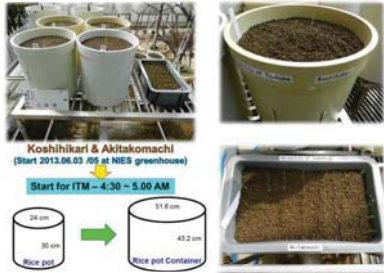 Koshihikari & Akitakomachi
(Start 2013.06.03 /05 at NIES greenhouse)
Start for ITM – 4:30 ~ 5.00 AM
24 cm
30 cm
Rice pot
51.6 cm
43.2 cm
Rice pot Container